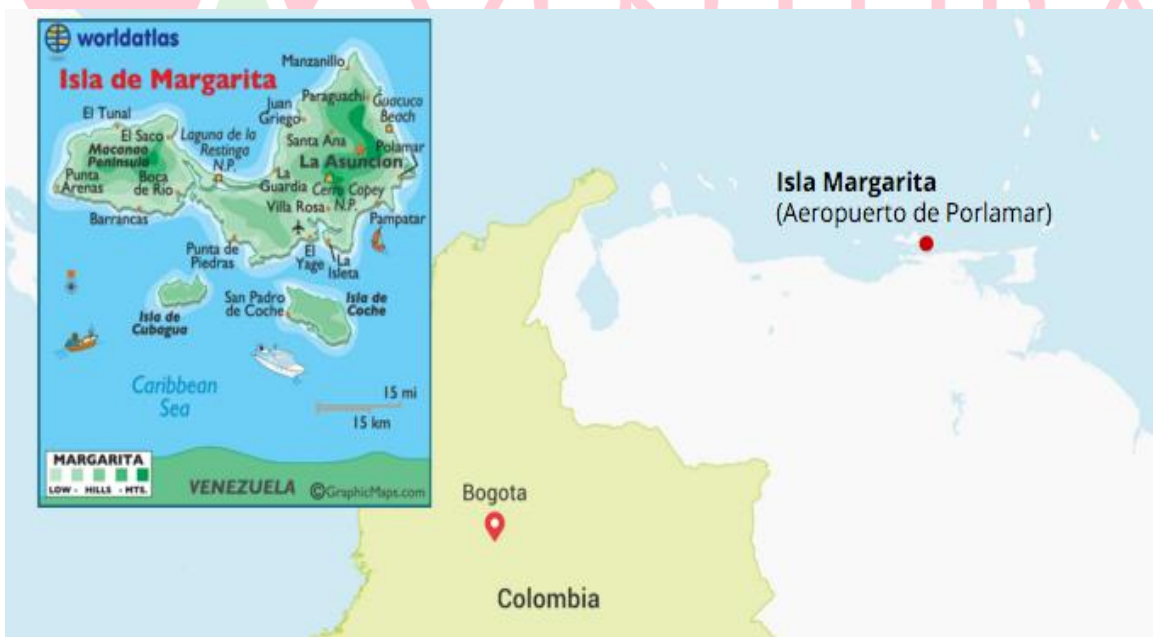 worldatlas
Isla de Margarita
Manzanillo
Paraguachi
Guacuco
Beach
Juan
Griego
El Tunal
El Saco
Laguna de la
Restinga
N.P.
Santa Ana
Polamar
Macanao
Peninsula
La Asuncion
Punta
Arenas
Boca
de Rio
La
Guardia
Cerro Copey
N.P.
Villa Rosa
Barrancas
Pampatar
Punta de
Piedras
El
Yage
La
Isleta
San Padro
de Coche
Isla de
Coche
Isla de
Cubagua
Caribbean
Sea
15 mi
15 km
MARGARITA
LOW - HILLS - MTS.
VENEZUELA ©GraphicMaps.com
Isla Margarita
(Aeropuerto de Porlamar)
Bogota
Colombia